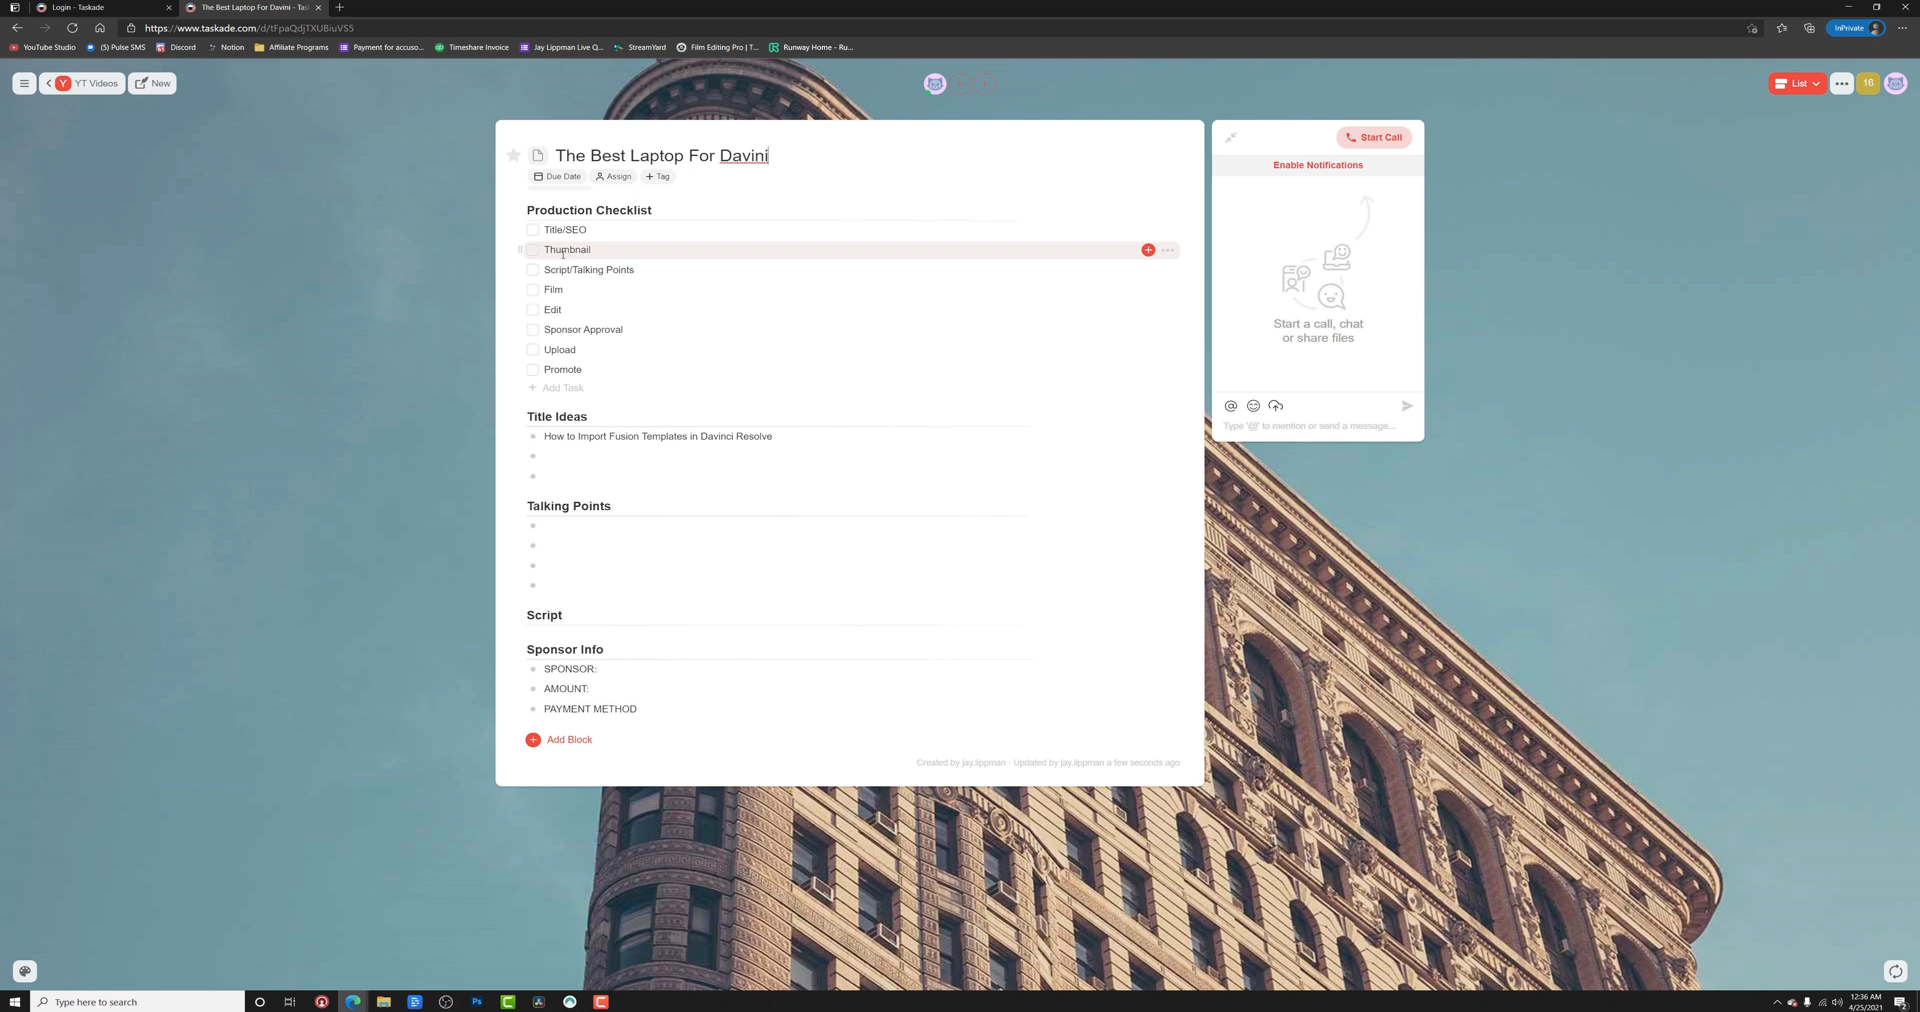 Login - Taskade
The Best Laptop For Davini - Tas
https://www.taskade.com/d/tFpaQdjTXUBiuVS5
InPrivate
YouTube Studio
(5) Pulse SMS
Discord
Notion
Affiliate Programs
Payment for accuso...
Timeshare Invoice
Jay Lippman Live Q...
StreamYard
Film Editing Pro | T...
Runway Home - Ru...
Y YT Videos
New
List
16
The Best Laptop For Davini
Due Date
Assign
+ Tag
Production Checklist
Title/SEO
Thumbnail
Script/Talking Points
Film
Edit
Sponsor Approval
Upload
Promote
+ Add Task
Title Ideas
How to Import Fusion Templates in Davinci Resolve
Talking Points
Script
Sponsor Info
SPONSOR:
AMOUNT:
PAYMENT METHOD
Add Block
Created by jay.lippman - Updated by jay.lippman a few seconds ago
Start Call
Enable Notifications
Start a call, chat
or share files
Type '@' to mention or send a message...
Type here to search
Ps
12:36 AM
4/25/2021
2